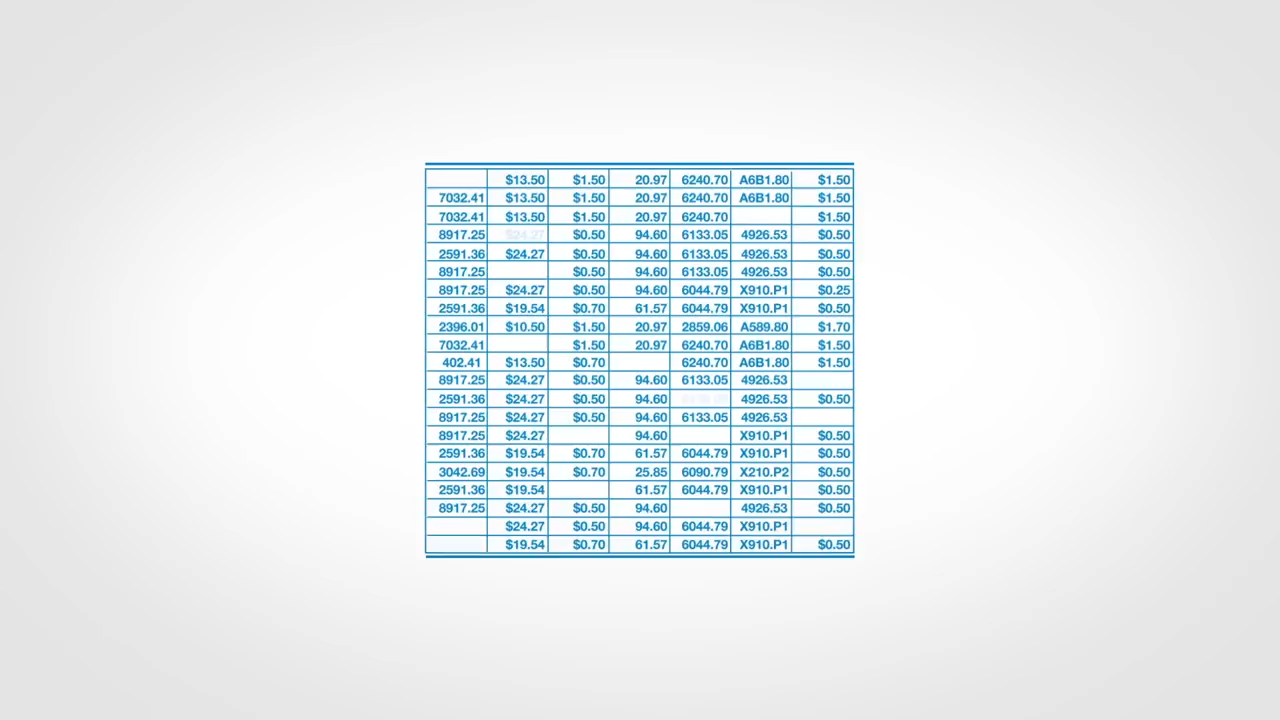 $13.50 $1.50 20.97 6240.70 A6B1.80 $1.50
7032.41 $13.50 $1.50 20.97 6240.70 A6B1.80 $1.50
7032.41 $13.50 $1.50 20.97 6240.70 $1.50
8917.25 $24.27 $0.50 94.60 6133.05 4926.53 $0.50
2591.36 $24.27 $0.50 94.60 6133.05 4926.53 $0.50
8917.25 $0.50 94.60 6133.05 4926.53 $0.50
8917.25 $24.27 $0.50 94.60 6044.79 X910.P1 $0.25
2591.36 $19.54 $0.70 61.57 6044.79 X910.P1 $0.50
2396.01 $10.50 $1.50 20.97 2859.06 A589.80 $1.70
7032.41 $1.50 20.97 6240.70 A6B1.80 $1.50
402.41 $13.50 $0.70 6240.70 A6B1.80 $1.50
8917.25 $24.27 $0.50 94.60 6133.05 4926.53
2591.36 $24.27 $0.50 94.60 4926.53 $0.50
8917.25 $24.27 $0.50 94.60 6133.05 4926.53
8917.25 $24.27 94.60 X910.P1 $0.50
2591.36 $19.54 $0.70 61.57 6044.79 X910.P1 $0.50
3042.69 $19.54 $0.70 25.85 6090.79 X210.P2 $0.50
2591.36 $19.54 61.57 6044.79 X910.P1 $0.50
8917.25 $24.27 $0.50 94.60 4926.53 $0.50
$24.27 $0.50 94.60 6044.79 X910.P1
$19.54 $0.70 61.57 6044.79 X910.P1 $0.50